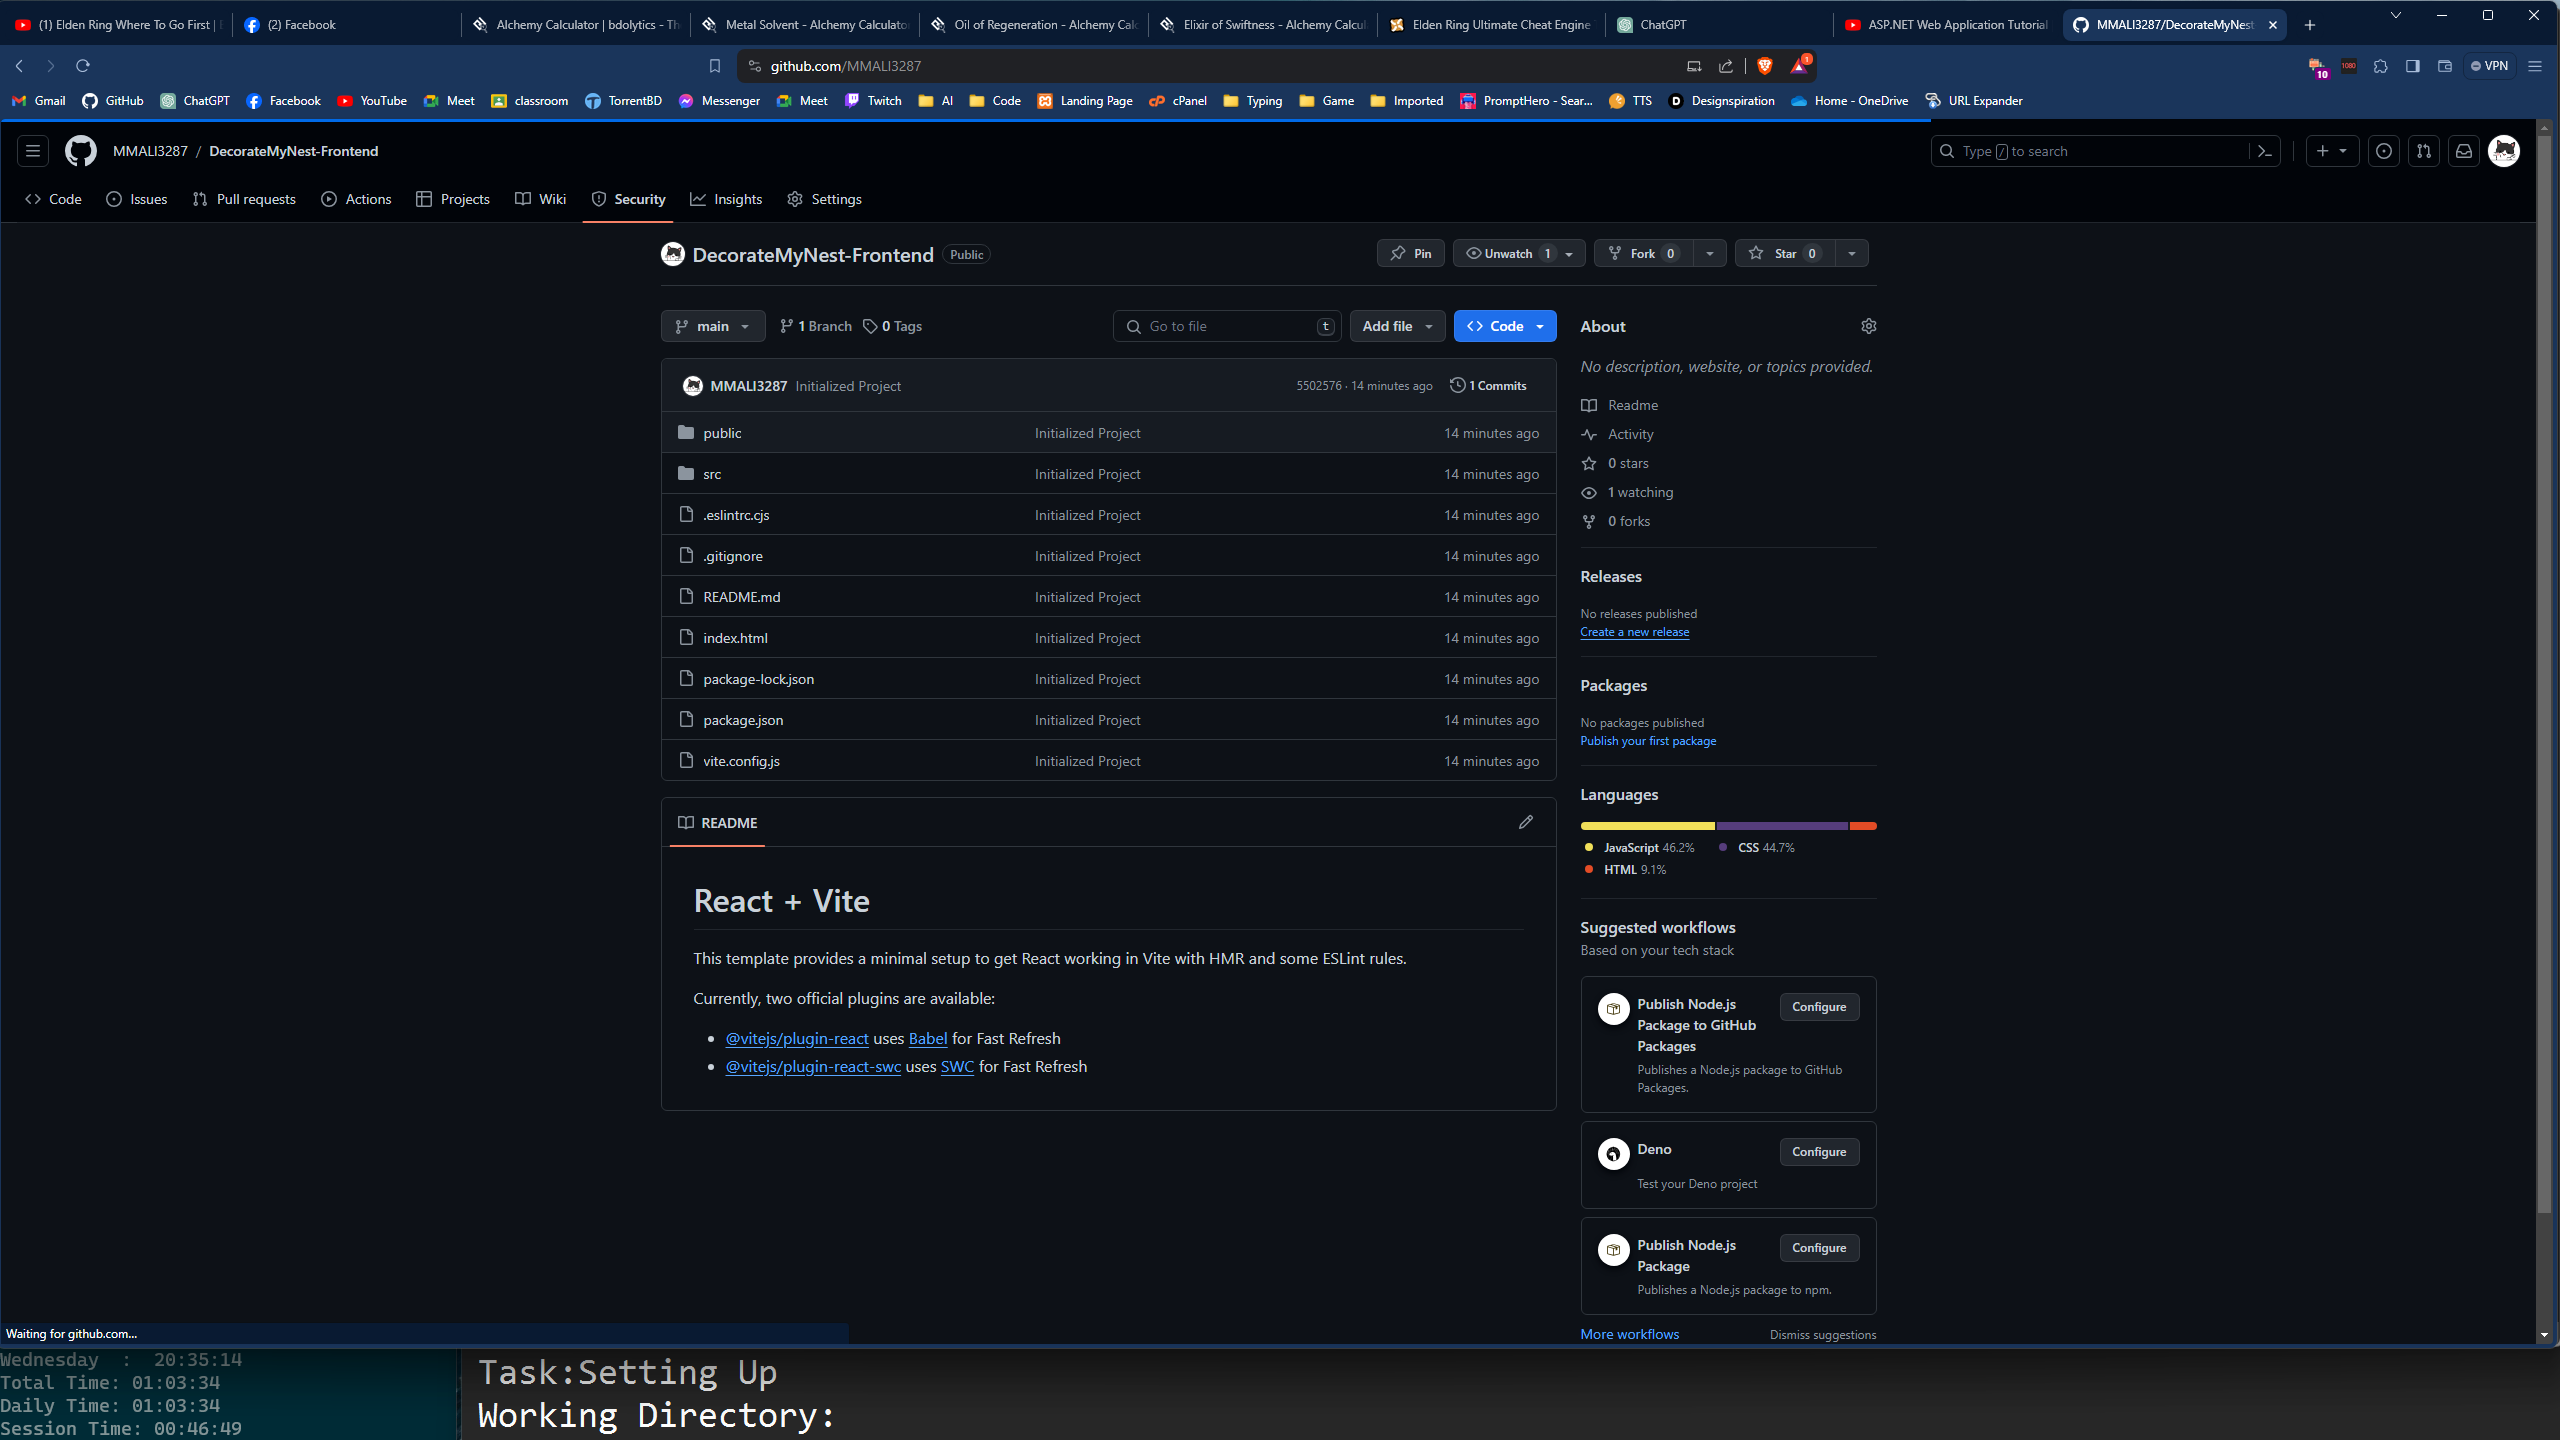 (1) Elden Ring Where To Go First |
(2) Facebook
Alchemy Calculator | bdolytics - Th
Metal Solvent - Alchemy Calculator
Oil of Regeneration - Alchemy Calc
Elixir of Swiftness - Alchemy Calcul
Elden Ring Ultimate Cheat Engine
ChatGPT
ASP.NET Web Application Tutorial
MMALI3287/DecorateMyNest
github.com/MMALI3287
1
10
1080
VPN
Gmail
GitHub
ChatGPT
Facebook
YouTube
Meet
classroom
TorrentBD
Messenger
Meet
Twitch
AI
Code
Landing Page
cPanel
Typing
Game
Imported
PromptHero - Sear...
TTS
Designspiration
Home - OneDrive
URL Expander
MMALI3287 / DecorateMyNest-Frontend
Type / to search
Code
Issues
Pull requests
Actions
Projects
Wiki
Security
Insights
Settings
DecorateMyNest-Frontend Public
Pin
Unwatch 1
Fork 0
Star 0
main
1 Branch
0 Tags
Go to file t
Add file
Code
MMALI3287 Initialized Project 5502576 · 14 minutes ago 1 Commits
public Initialized Project 14 minutes ago
src Initialized Project 14 minutes ago
.eslintrc.cjs Initialized Project 14 minutes ago
.gitignore Initialized Project 14 minutes ago
README.md Initialized Project 14 minutes ago
index.html Initialized Project 14 minutes ago
package-lock.json Initialized Project 14 minutes ago
package.json Initialized Project 14 minutes ago
vite.config.js Initialized Project 14 minutes ago
README
React + Vite
This template provides a minimal setup to get React working in Vite with HMR and some ESLint rules.
Currently, two official plugins are available:
• @vitejs/plugin-react uses Babel for Fast Refresh
• @vitejs/plugin-react-swc uses SWC for Fast Refresh
About
No description, website, or topics provided.
Readme
Activity
0 stars
1 watching
0 forks
Releases
No releases published
Create a new release
Packages
No packages published
Publish your first package
Languages
JavaScript 46.2% CSS 44.7%
HTML 9.1%
Suggested workflows
Based on your tech stack
Publish Node.js
Package to GitHub
Packages
Configure
Publishes a Node.js package to GitHub
Packages.
Deno
Configure
Test your Deno project
Publish Node.js
Package
Configure
Publishes a Node.js package to npm.
More workflows
Dismiss suggestions
Waiting for github.com...
Wednesday : 20:35:14
Total Time: 01:03:34
Daily Time: 01:03:34
Session Time: 00:46:49
Task:Setting Up
Working Directory: